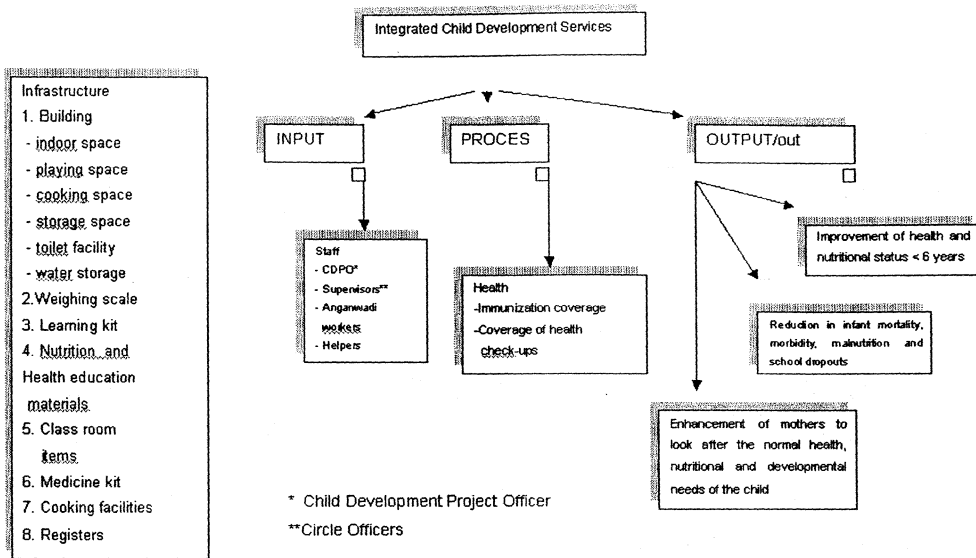 Integrated Child Development Services
Infrastructure
1. Building
- indoor space
- playing space
- cooking space
- storage space
- toilet facility
- water storage
2.Weighing scale
3. Learning kit
4. Nutrition and
Health education
materials
5. Class room
items
6. Medicine kit
7. Cooking facilities
8. Registers
INPUT
PROCES
OUTPUT/out
Staff
- CDPO*
- Supervisors**
- Anganwadi
workers
- Helpers
Health
-Immunization coverage
-Coverage of health
check-ups
Improvement of health and
nutritional status < 6 years
Reduction in infant mortality,
morbidity, malnutrition and
school dropouts
Enhancement of mothers to
look after the normal health,
nutritional and developmental
needs of the child
* Child Development Project Officer
**Circle Officers